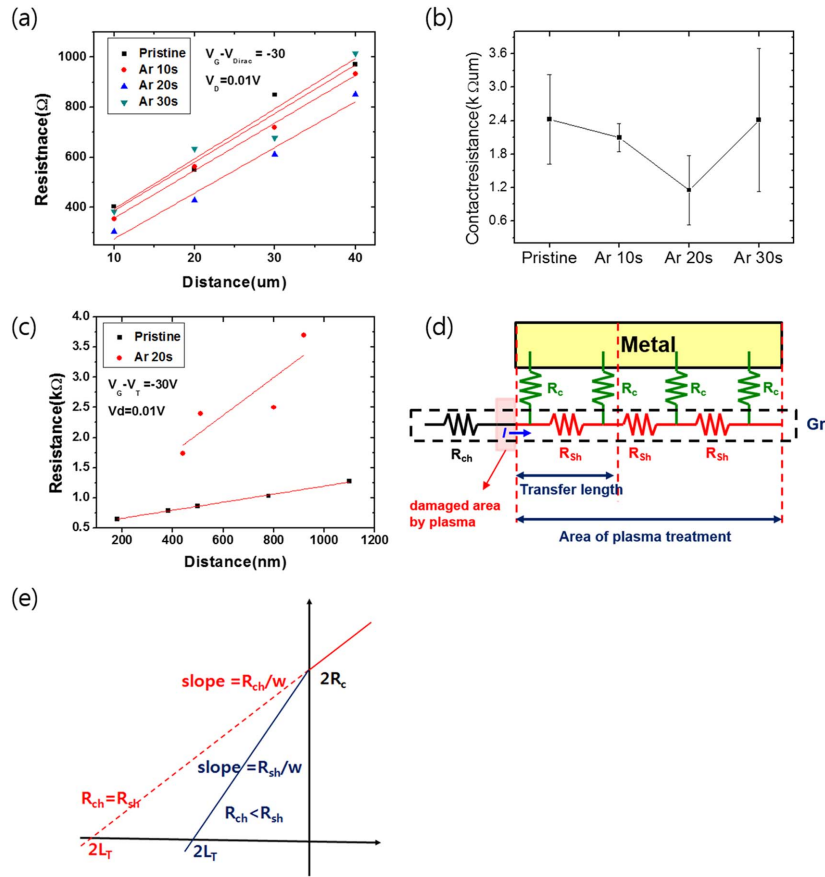 (a)
1000
800
600
400
10
20
30
40
Resistnace(Ω)
Distance(um)
Pristine
Ar 10s
Ar 20s
Ar 30s
V_G-V_Dirac = -30
V_D=0.01V
(b)
3.6
3.0
2.4
1.8
1.2
0.6
Contactresistance(k Ωum)
Pristine
Ar 10s
Ar 20s
Ar 30s
(c)
4.0
3.5
3.0
2.5
2.0
1.5
1.0
0.5
200
400
600
800
1000
1200
Resistance(kΩ)
Distance(nm)
Pristine
Ar 20s
V_G-V_T=-30V
Vd=0.01V
(d)
Metal
R_c
R_c
R_c
R_c
Gr
I
R_ch
R_Sh
R_Sh
R_Sh
damaged area
by plasma
Transfer length
Area of plasma treatment
(e)
slope =R_ch/w
2R_c
slope=R_sh/w
R_ch=R_sh
R_ch<R_sh
2L_T
2L_T